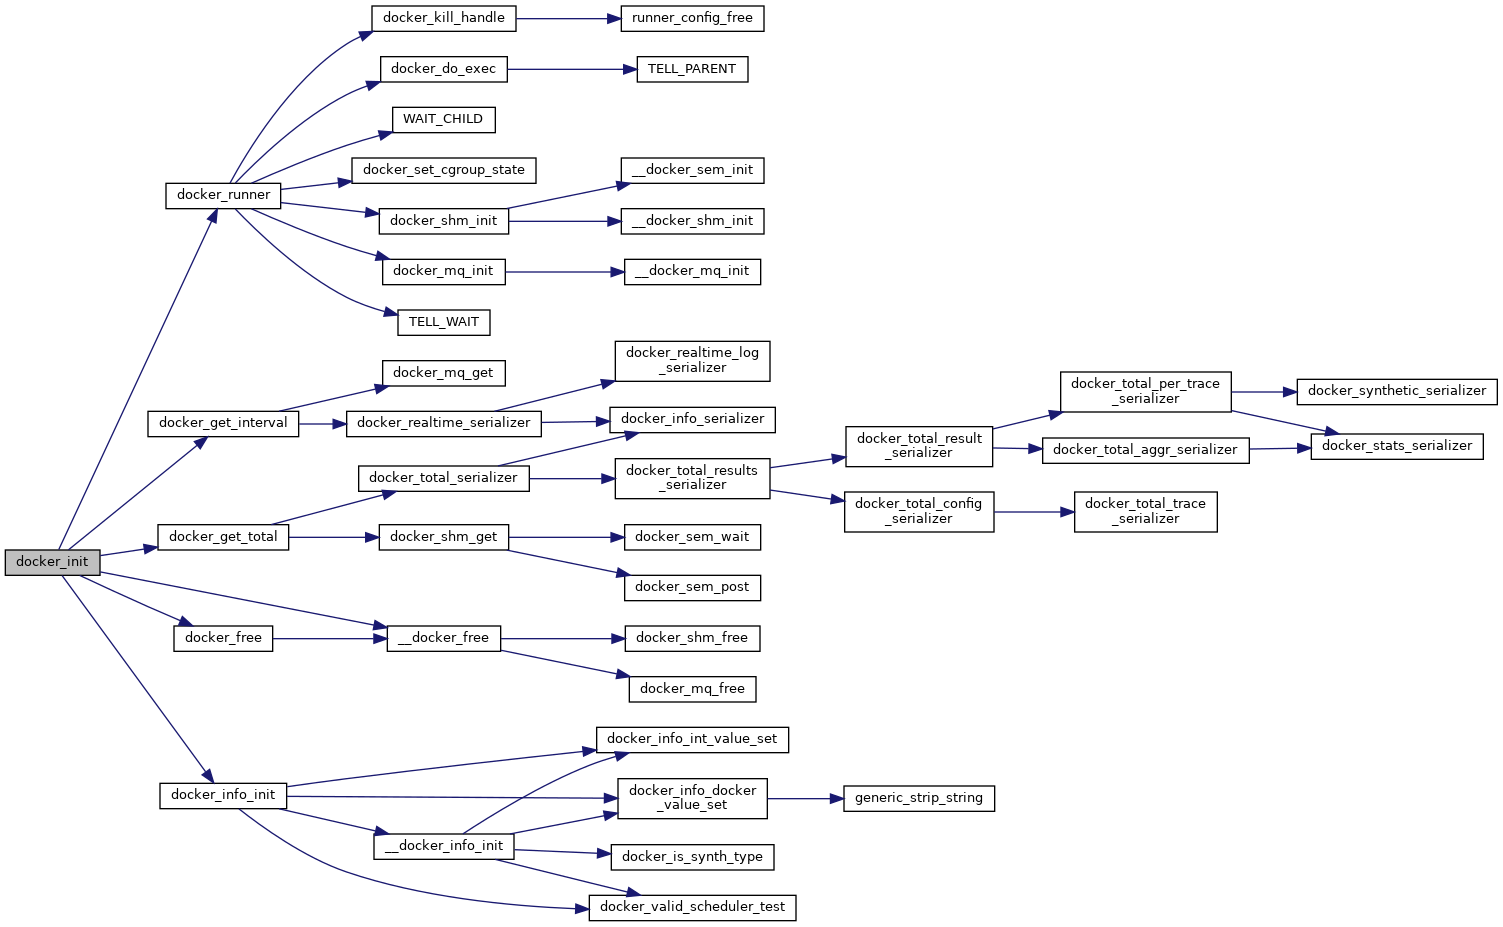 docker_kill_handle
runner_config_free
docker_do_exec
TELL_PARENT
WAIT_CHILD
docker_set_cgroup_state
__docker_sem_init
docker_runner
docker_shm_init
__docker_shm_init
docker_mq_init
__docker_mq_init
TELL_WAIT
docker_realtime_log
_serializer
docker_mq_get
docker_total_per_trace
_serializer
docker_synthetic_serializer
docker_get_interval
docker_realtime_serializer
docker_info_serializer
docker_total_result
_serializer
docker_total_aggr_serializer
docker_stats_serializer
docker_total_serializer
docker_total_results
_serializer
docker_total_config
_serializer
docker_total_trace
_serializer
docker_get_total
docker_shm_get
docker_sem_wait
docker_init
docker_sem_post
docker_free
__docker_free
docker_shm_free
docker_mq_free
docker_info_int_value_set
docker_info_init
docker_info_docker
_value_set
generic_strip_string
__docker_info_init
docker_is_synth_type
docker_valid_scheduler_test